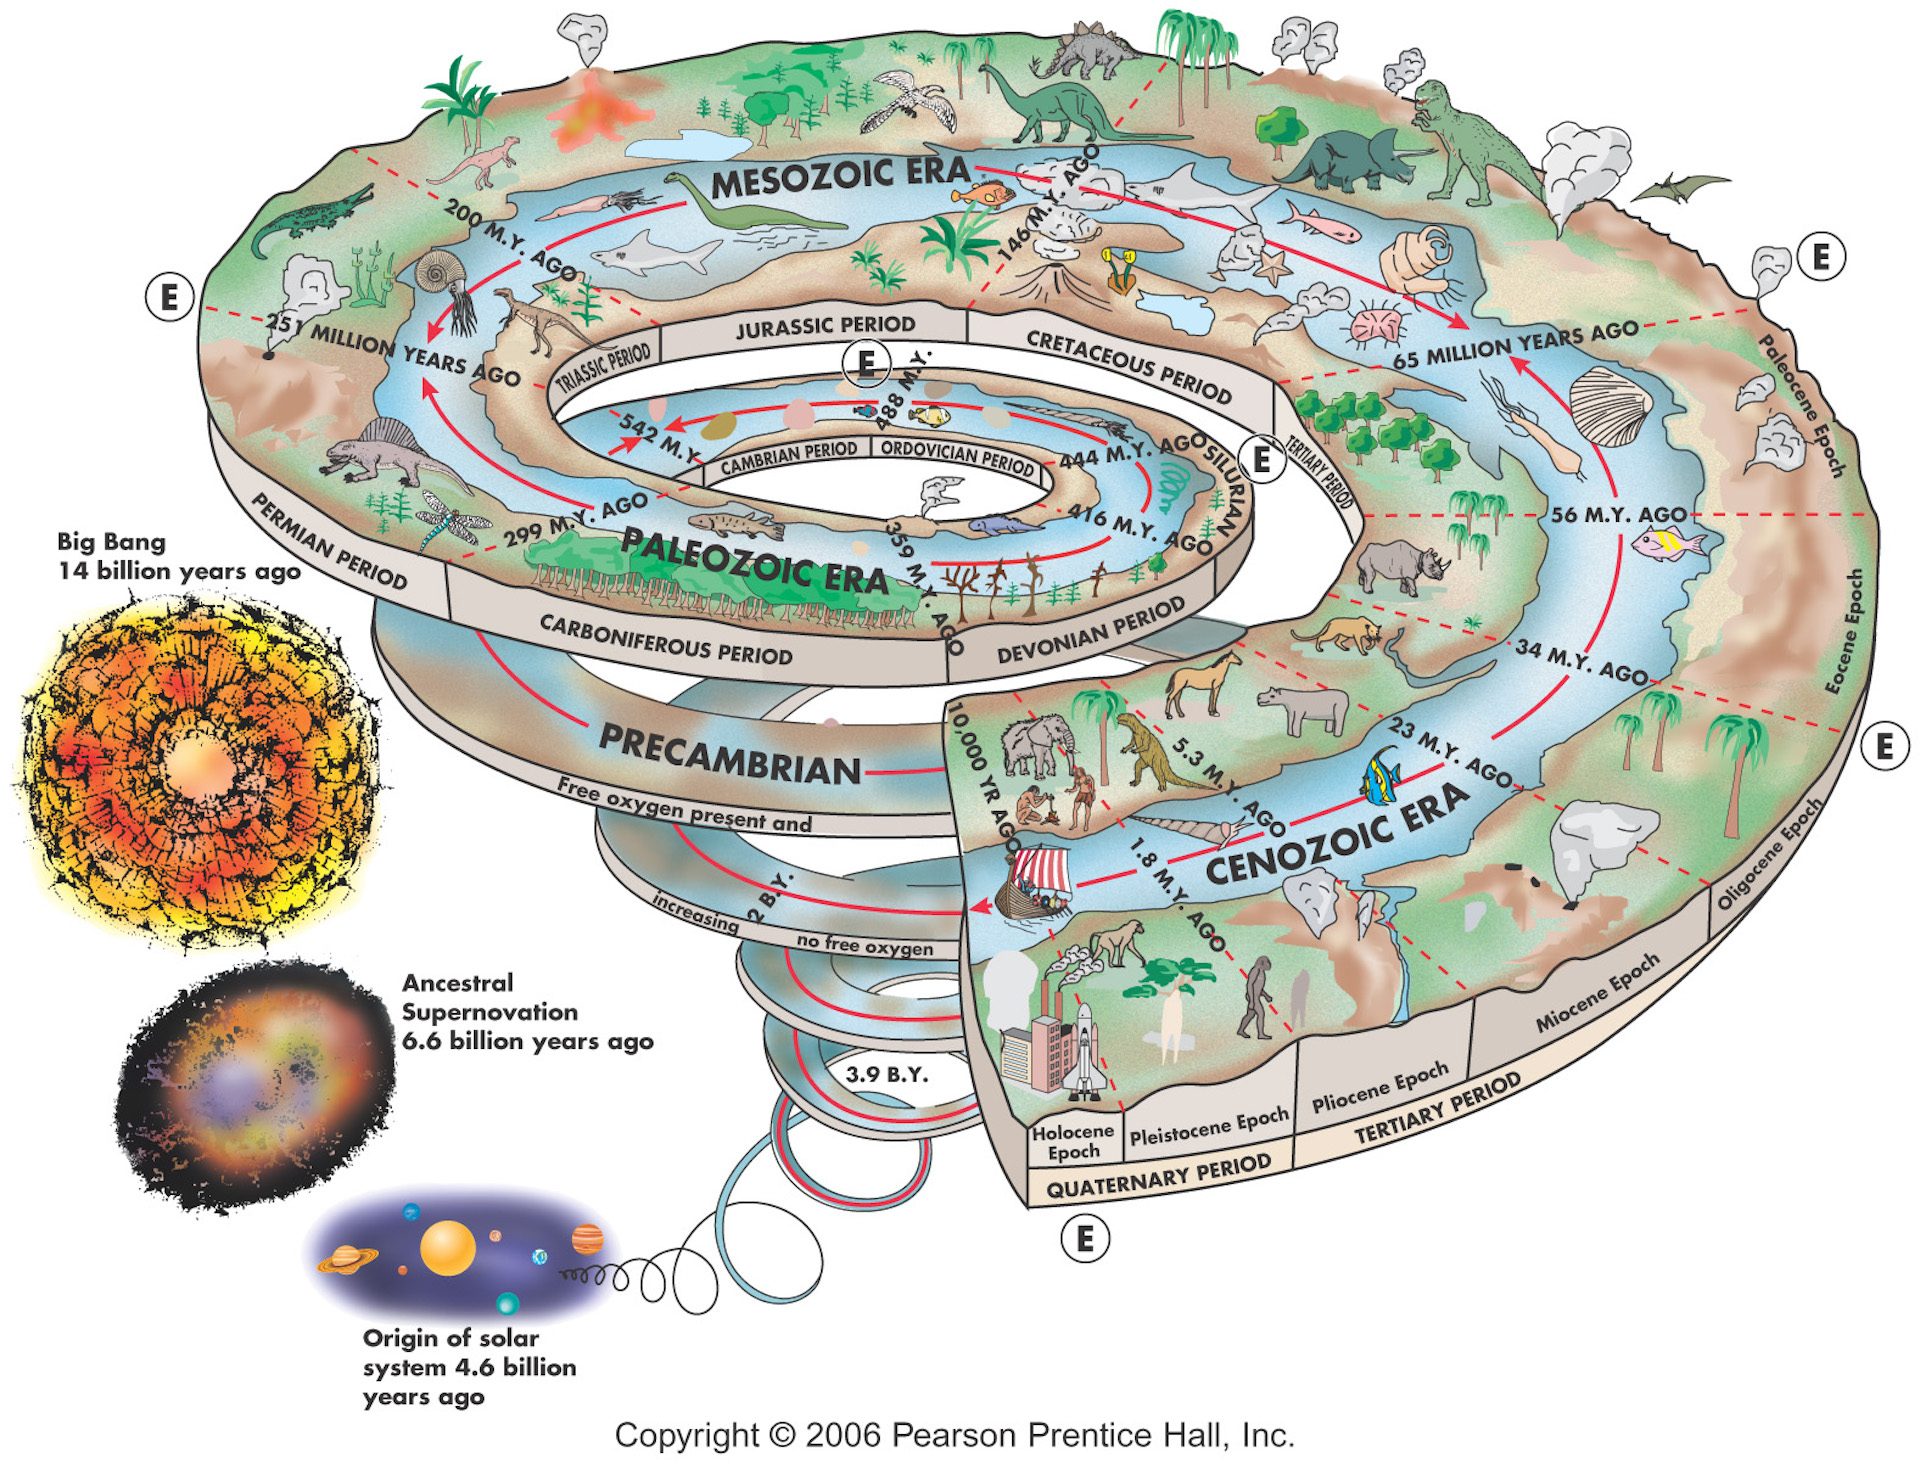 MESOZOIC ERA
146 M.Y. AGO
200 M.Y. AGO
E
E
251 MILLION YEARS AGO
65 MILLION YEARS AGO
TRIASSIC PERIOD
JURASSIC PERIOD
CRETACEOUS PERIOD
Paleocene Epoch
E
488 M.Y.
542 M.Y.
CAMBRIAN PERIOD
ORDOVICIAN PERIOD
444 M.Y. AGO
SILURIAN
E
TERTIARY PERIOD
416 M.Y. AGO
56 M.Y. AGO
299 M.Y. AGO
PALEOZOIC ERA
359 M.Y. AGO
PERMIAN PERIOD
CARBONIFEROUS PERIOD
DEVONIAN PERIOD
Eocene Epoch
34 M.Y. AGO
E
Big Bang
14 billion years ago
PRECAMBRIAN
Free oxygen present and
increasing
2 B.Y.
no free oxygen
3.9 B.Y.
10,000 YR AGO
5.3 M.Y. AGO
23 M.Y. AGO
1.8 M.Y. AGO
CENOZOIC ERA
Oligocene Epoch
Miocene Epoch
Pliocene Epoch
Pleistocene Epoch
Holocene
Epoch
TERTIARY PERIOD
QUATERNARY PERIOD
E
Ancestral
Supernovation
6.6 billion years ago
Origin of solar
system 4.6 billion
years ago
Copyright © 2006 Pearson Prentice Hall, Inc.